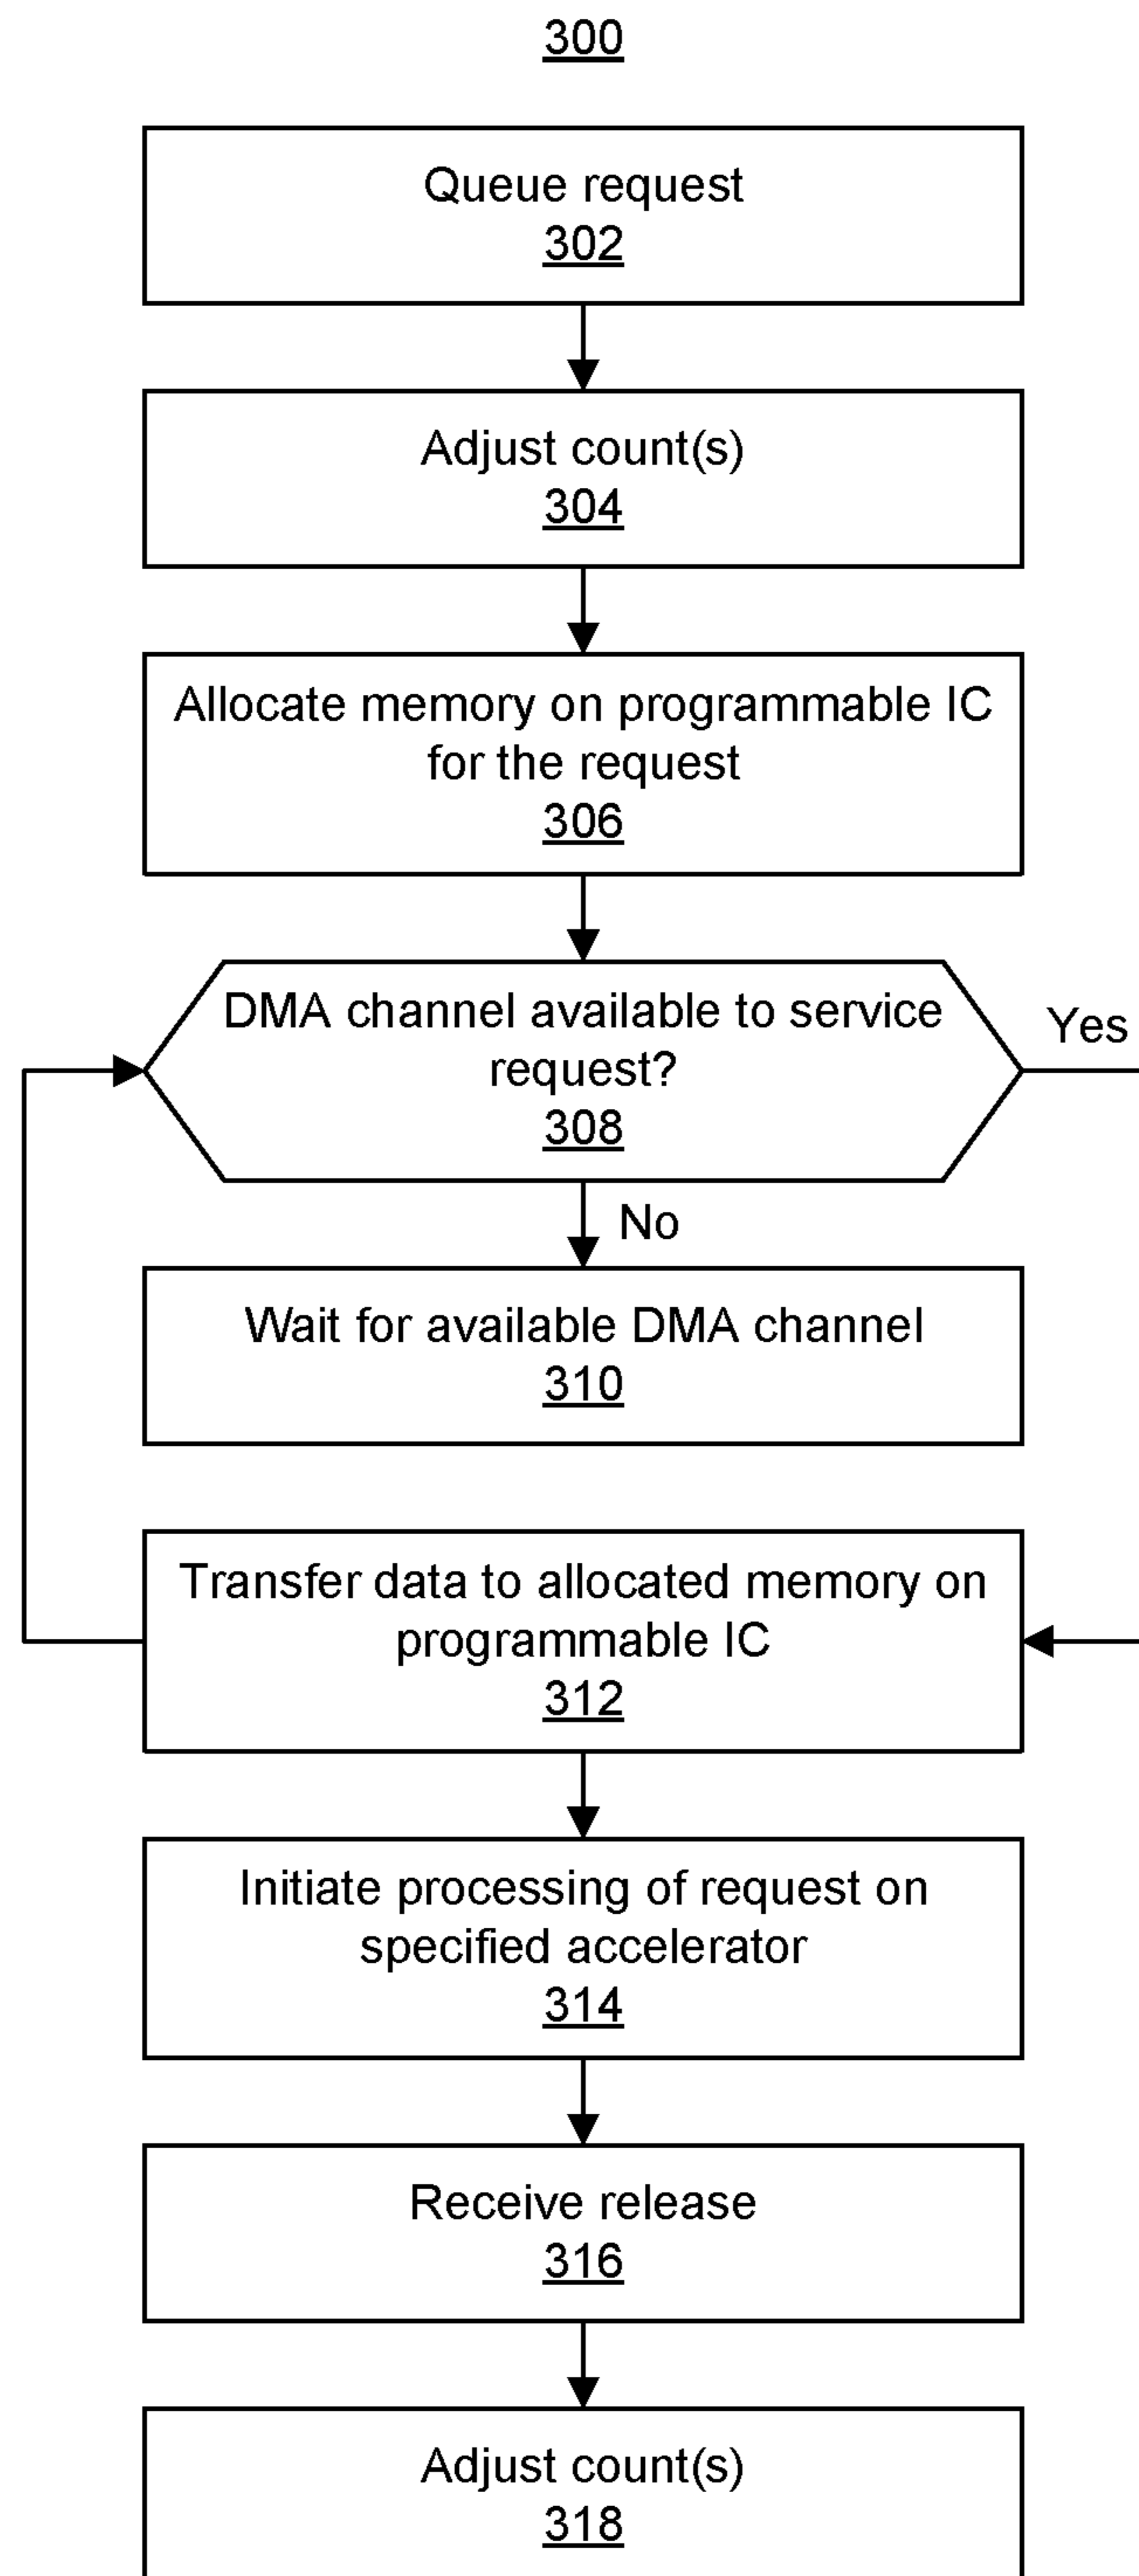 300
Queue request
302
Adjust count(s)
304
Allocate memory on programmable IC
for the request
306
DMA channel available to service
request?
308
Yes
No
Wait for available DMA channel
310
Transfer data to allocated memory on
programmable IC
312
Initiate processing of request on
specified accelerator
314
Receive release
316
Adjust count(s)
318